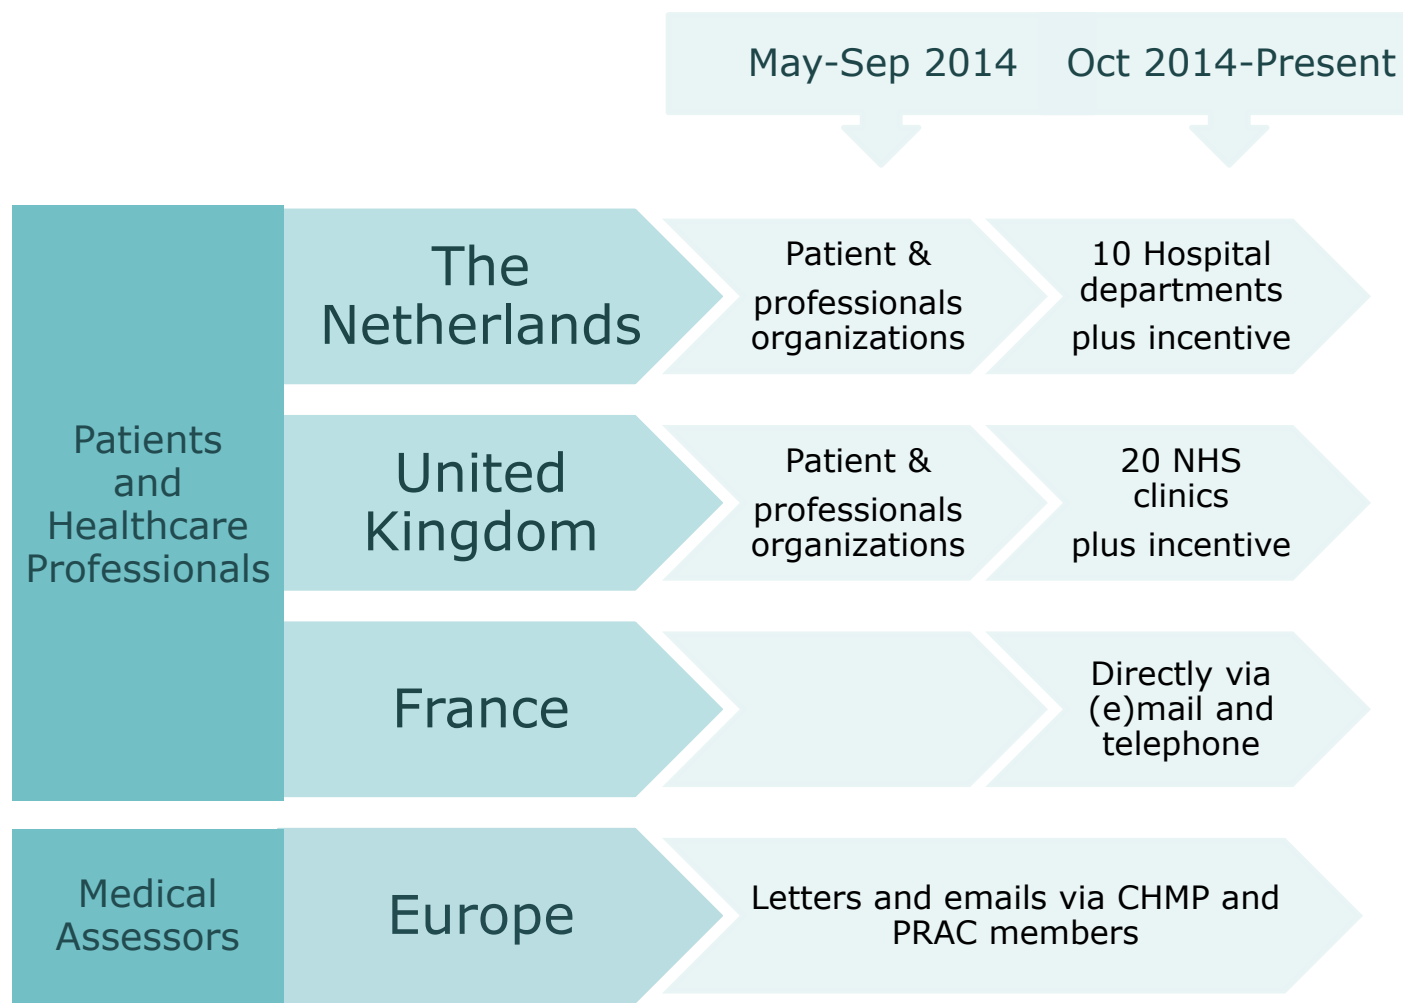 May-Sep 2014
Oct 2014-Present
Patients
and
Healthcare
Professionals
The
Netherlands
Patient &
professionals
organizations
10 Hospital
departments
plus incentive
United
Kingdom
Patient &
professionals
organizations
20 NHS
clinics
plus incentive
France
Directly via
(e)mail and
telephone
Medical
Assessors
Europe
Letters and emails via CHMP and
PRAC members